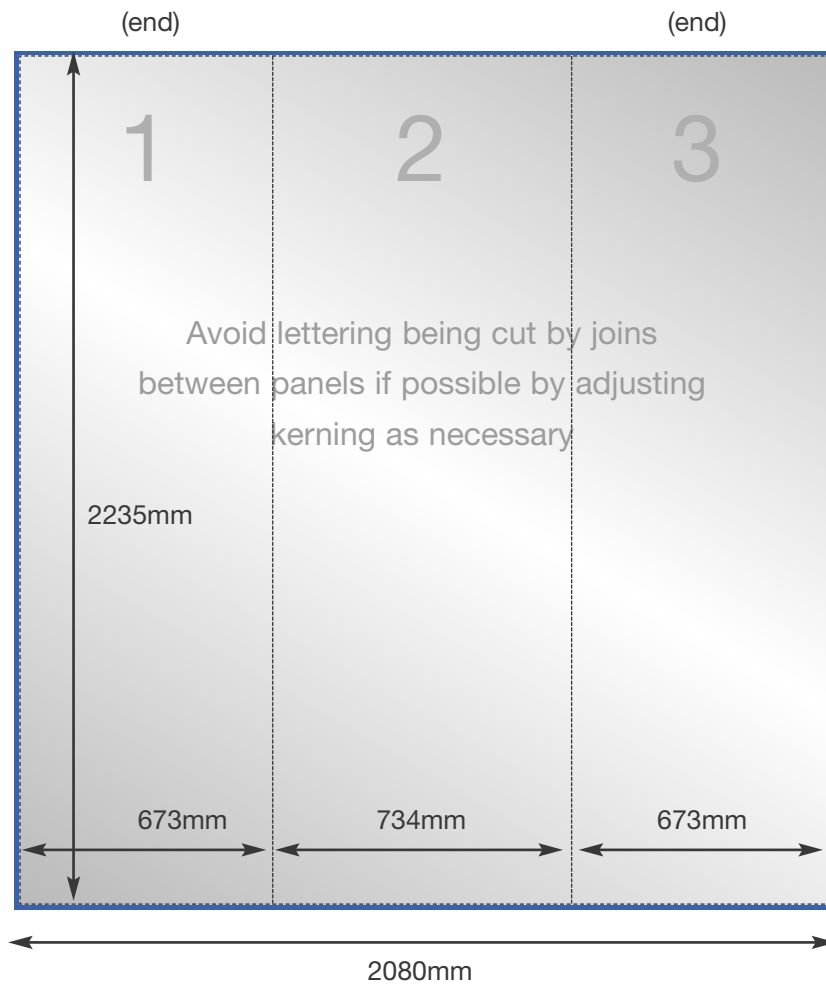 (end) (end)
1 2 3
Avoid lettering being cut by joins
between panels if possible by adjusting
kerning as necessary
2235mm
673mm 734mm 673mm
2080mm